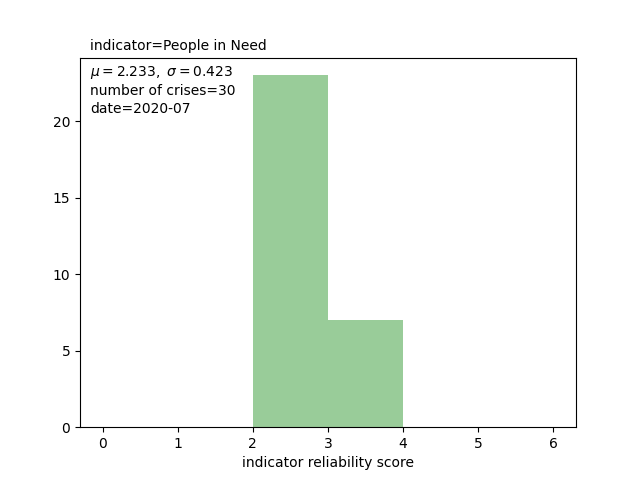 indicator=People in Need
μ = 2.233, σ = 0.423
number of crises=30
date=2020-07
20
15
10
5
0
0 1 2 3 4 5 6
indicator reliability score